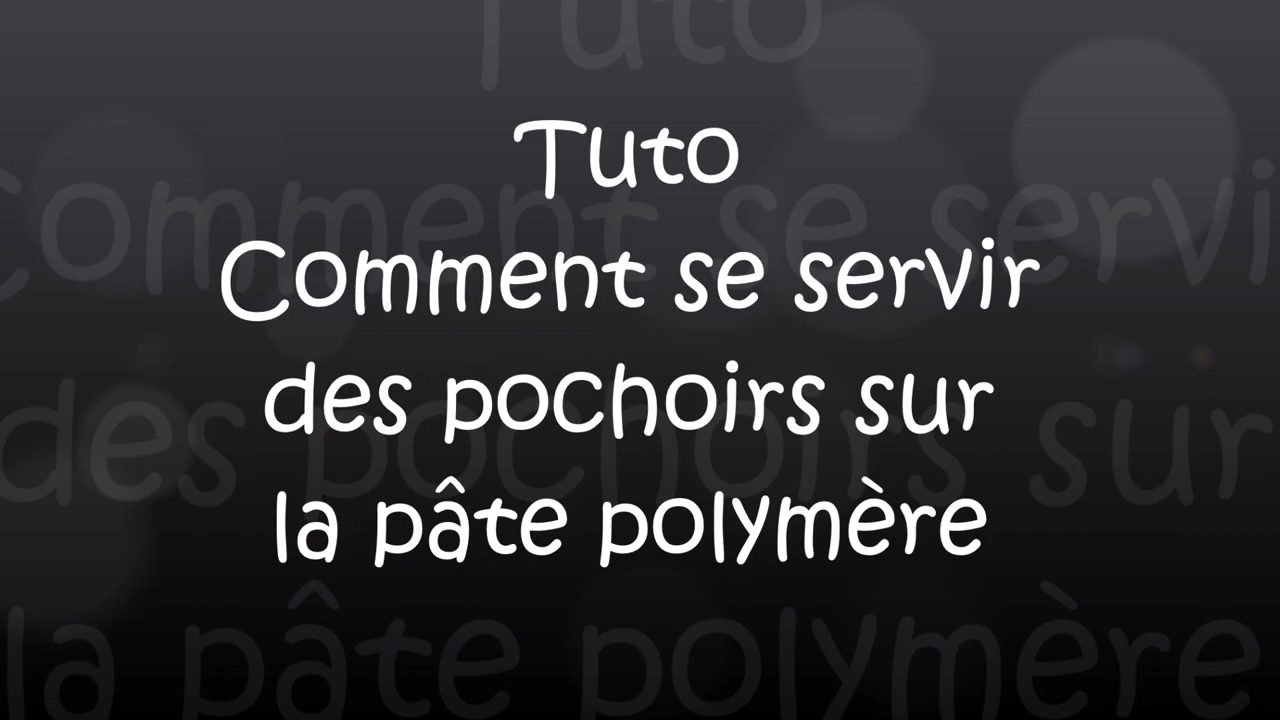 Tuto
Comment se servir
des pochoirs sur
la pâte polymère